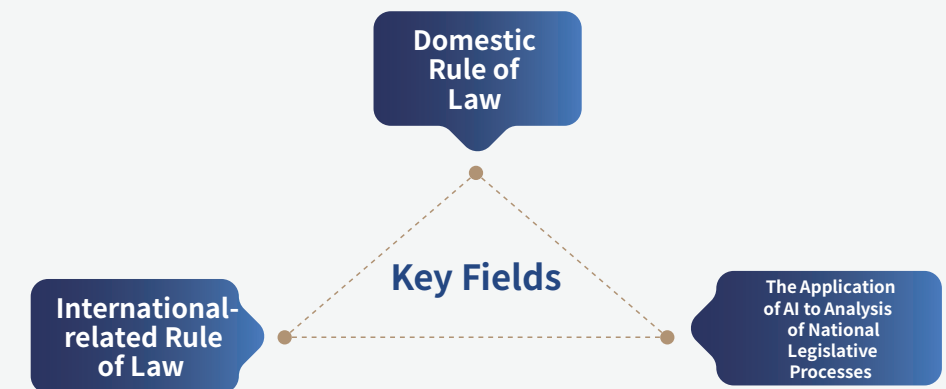 Domestic
Rule of
Law
Key Fields
International-
related Rule
of Law
The Application
of AI to Analysis
of National
Legislative
Processes